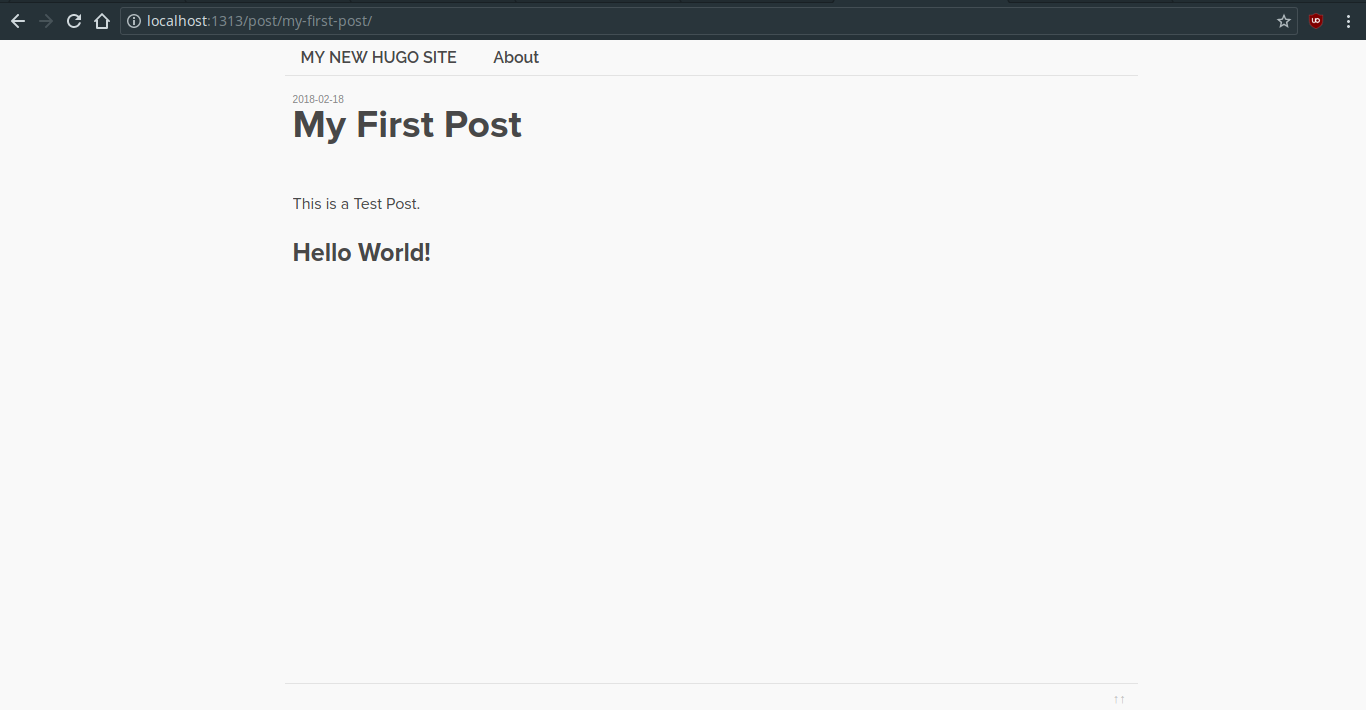 localhost:1313/post/my-first-post/
MY NEW HUGO SITE About
2018-02-18
My First Post
This is a Test Post.
Hello World!
↑↑